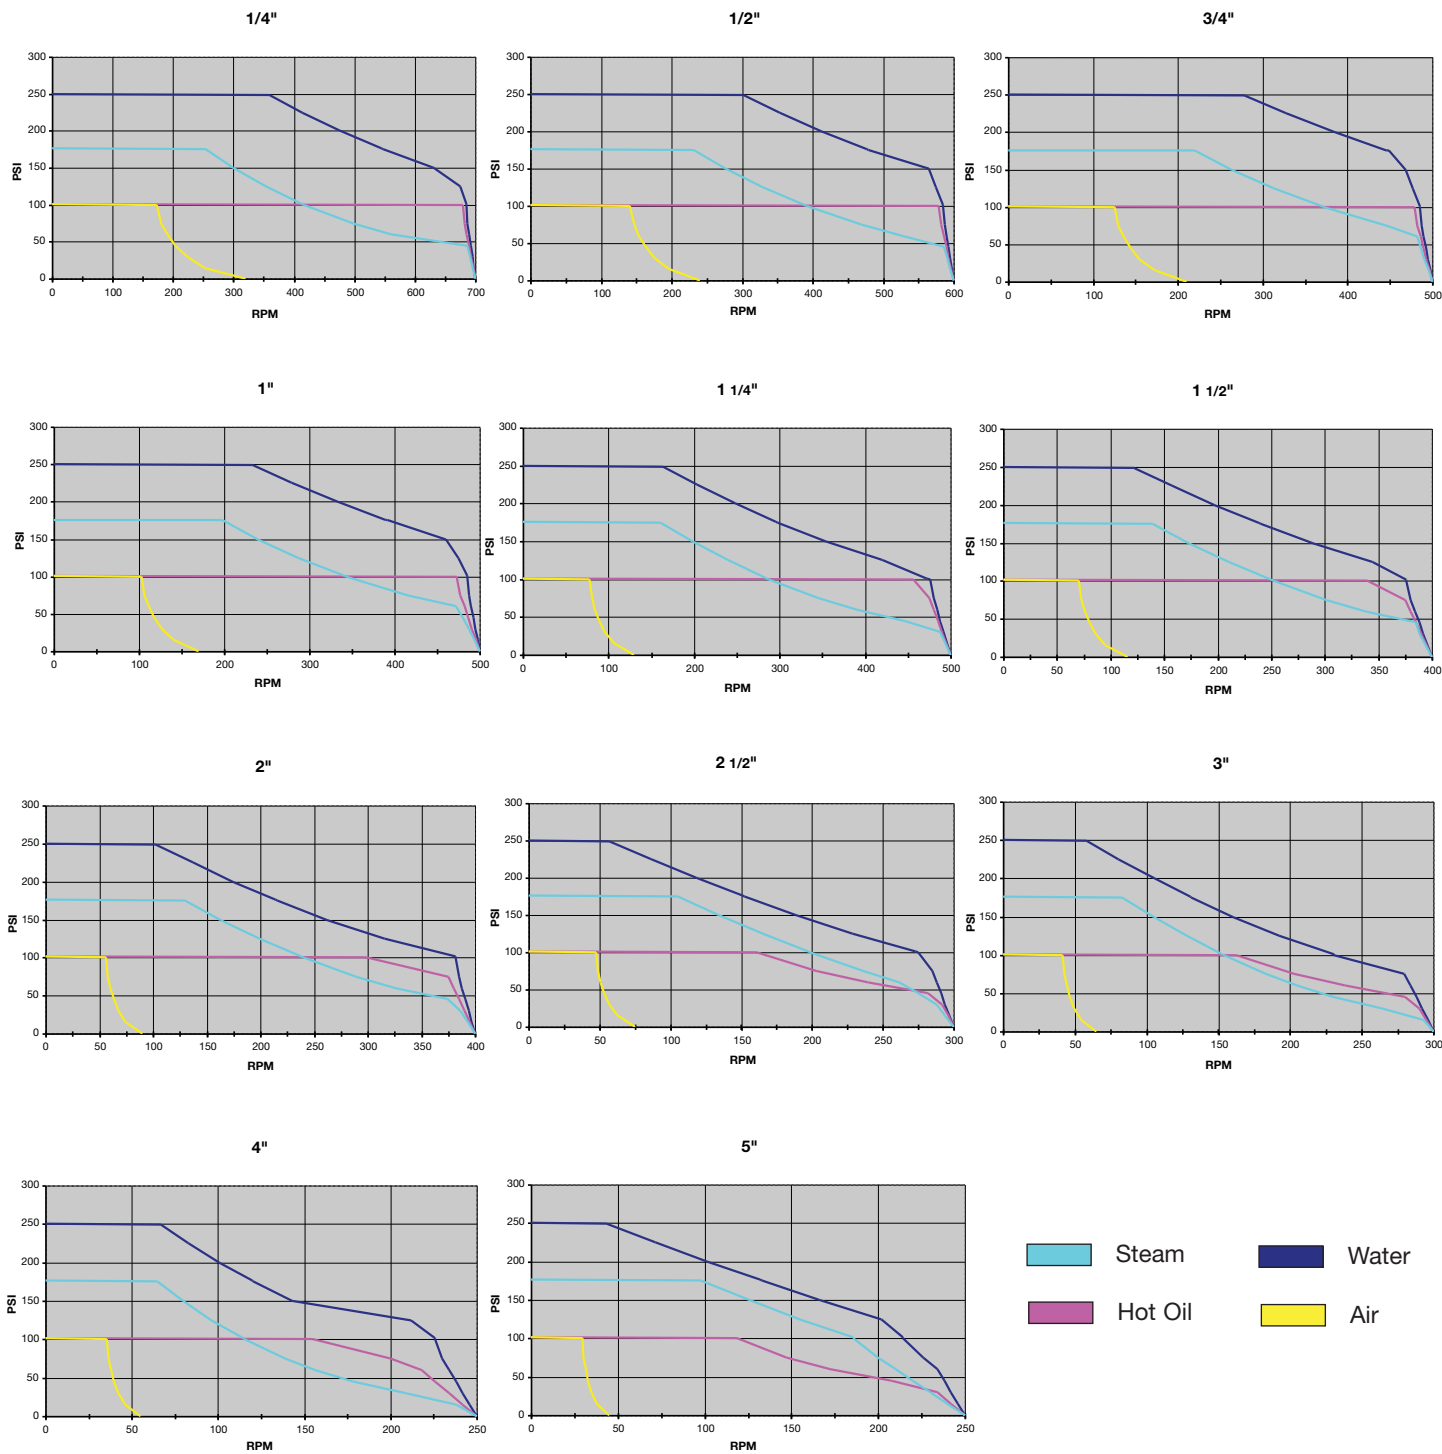 1/4"
1/2"
3/4"
300
250
200
150
100
50
0
PSI
0 100 200 300 400 500 600 700
RPM
300
250
200
150
100
50
0
PSI
0 100 200 300 400 500 600
RPM
300
250
200
150
100
50
0
PSI
0 100 200 300 400 500
RPM
1"
1 1/4"
1 1/2"
300
250
200
150
100
50
0
PSI
0 100 200 300 400 500
RPM
300
250
200
150
100
50
0
PSI
0 100 200 300 400 500
RPM
300
250
200
150
100
50
0
PSI
0 50 100 150 200 250 300 350 400
RPM
2"
2 1/2"
3"
300
250
200
150
100
50
0
PSI
0 50 100 150 200 250 300 350 400
RPM
300
250
200
150
100
50
0
PSI
0 50 100 150 200 250 300
RPM
300
250
200
150
100
50
0
PSI
0 50 100 150 200 250 300
RPM
4"
5"
300
250
200
150
100
50
0
PSI
0 50 100 150 200 250
RPM
300
250
200
150
100
50
0
PSI
0 50 100 150 200 250
RPM
Steam
Water
Hot Oil
Air